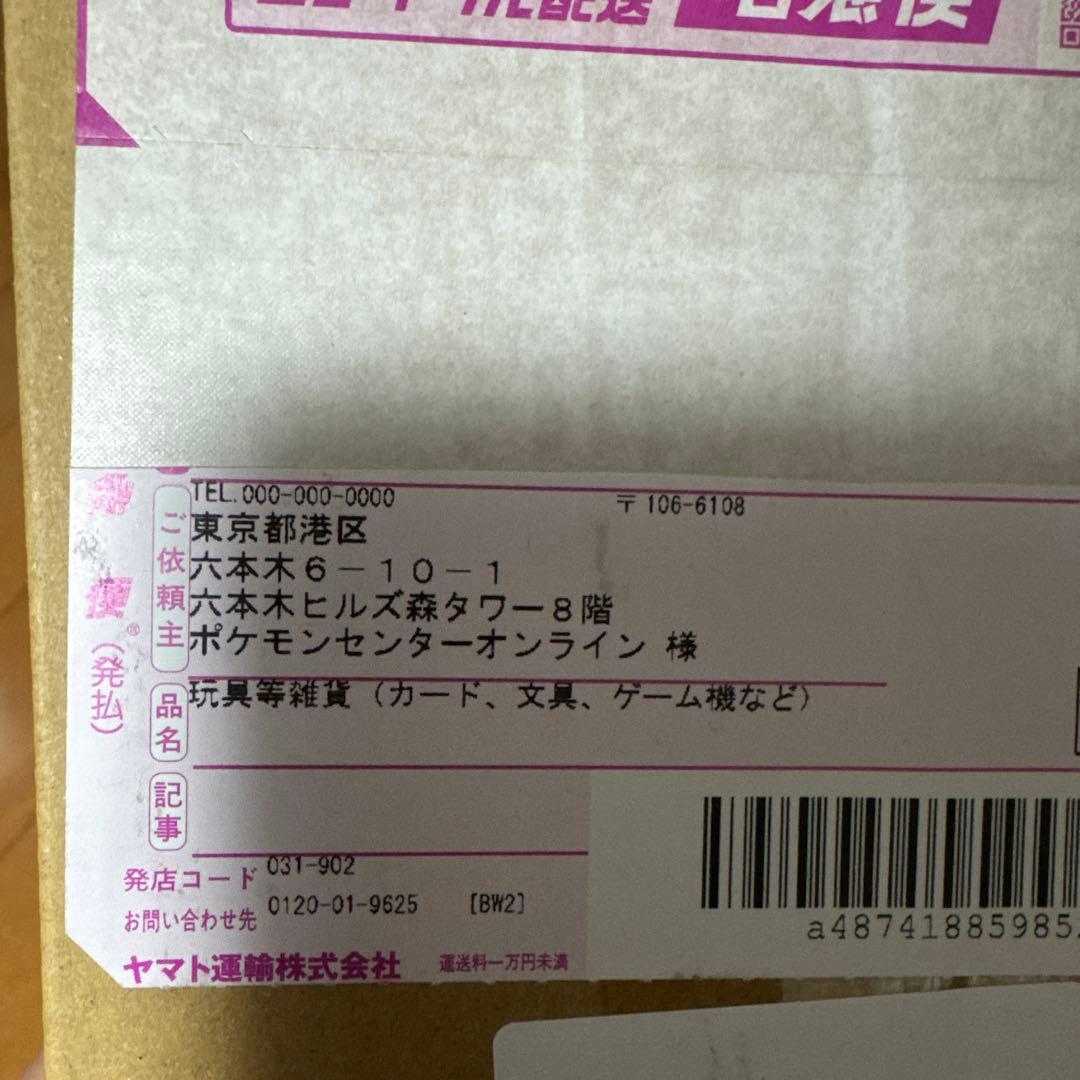 宅急便
TEL.000-000-0000 〒106-6108
ご依頼主
東京都港区
六本木6-10-1
六本木ヒルズ森タワー8階
ポケモンセンターオンライン 様
便
(発払)
品名
玩具等雑貨(カード、文具、ゲーム機など)
記事
発店コード 031-902
お問い合わせ先 0120-01-9625 [BW2]
a48741885985
ヤマト運輸株式会社 運送料一万円未満